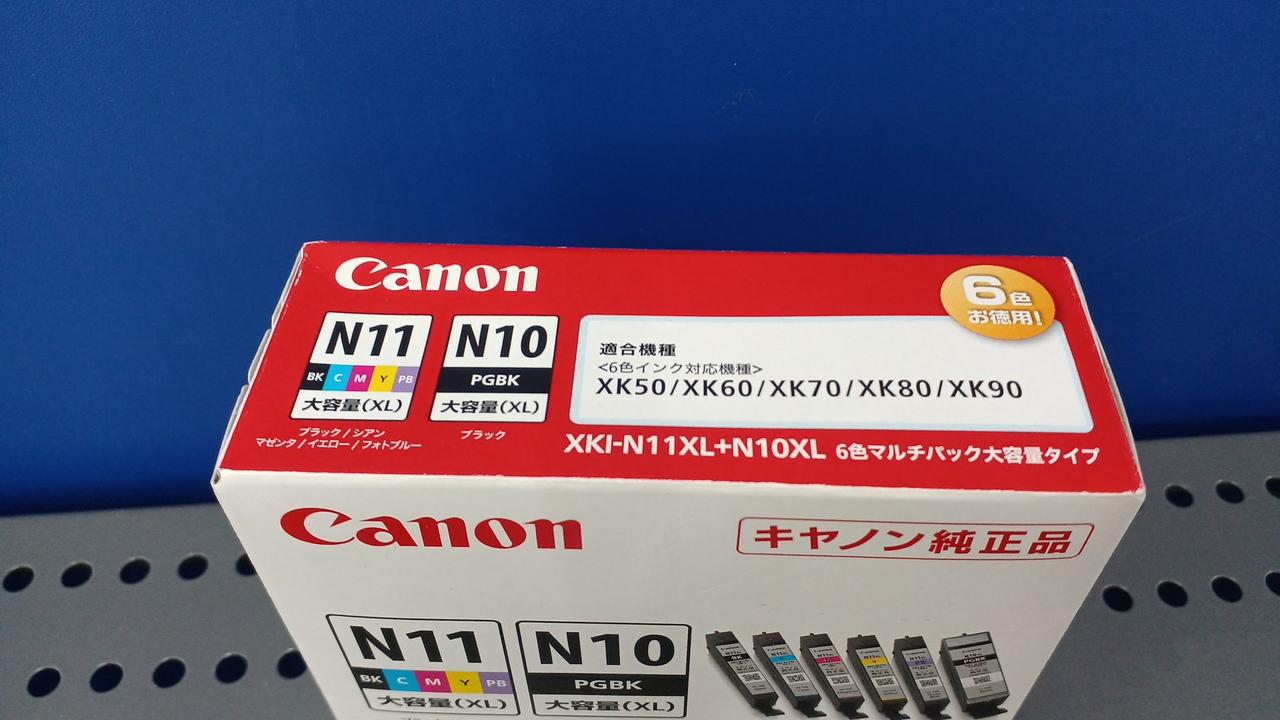 Canon
6色
お徳用!
N11
BK C M Y PB
大容量(XL)
ブラック / シアン
マゼンタ / イエロー / フォトブルー
N10
PGBK
大容量(XL)
ブラック
適合機種
<6色インク対応機種>
XK50/XK60/XK70/XK80/XK90
XKI-N11XL+N10XL 6色マルチパック大容量タイプ
Canon
キヤノン純正品
N11
BK C M Y PB
大容量(XL)
N10
PGBK
大容量(XL)